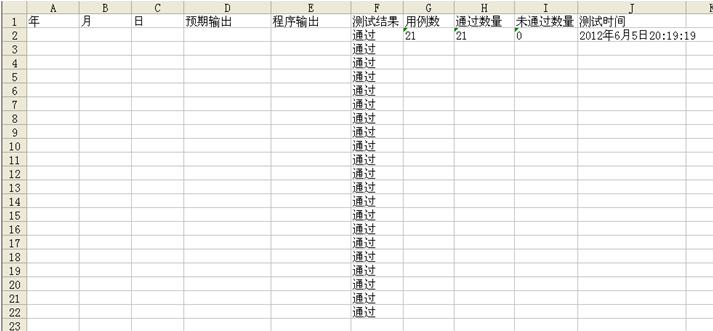 A B C D E F G H I J
1 年 月 日 预期输出 程序输出 测试结果 用例数 通过数量 未通过数量 测试时间
2 通过 21 21 0 2012年6月5日20:19:19
3 通过
4 通过
5 通过
6 通过
7 通过
8 通过
9 通过
10 通过
11 通过
12 通过
13 通过
14 通过
15 通过
16 通过
17 通过
18 通过
19 通过
20 通过
21 通过
22 通过
23